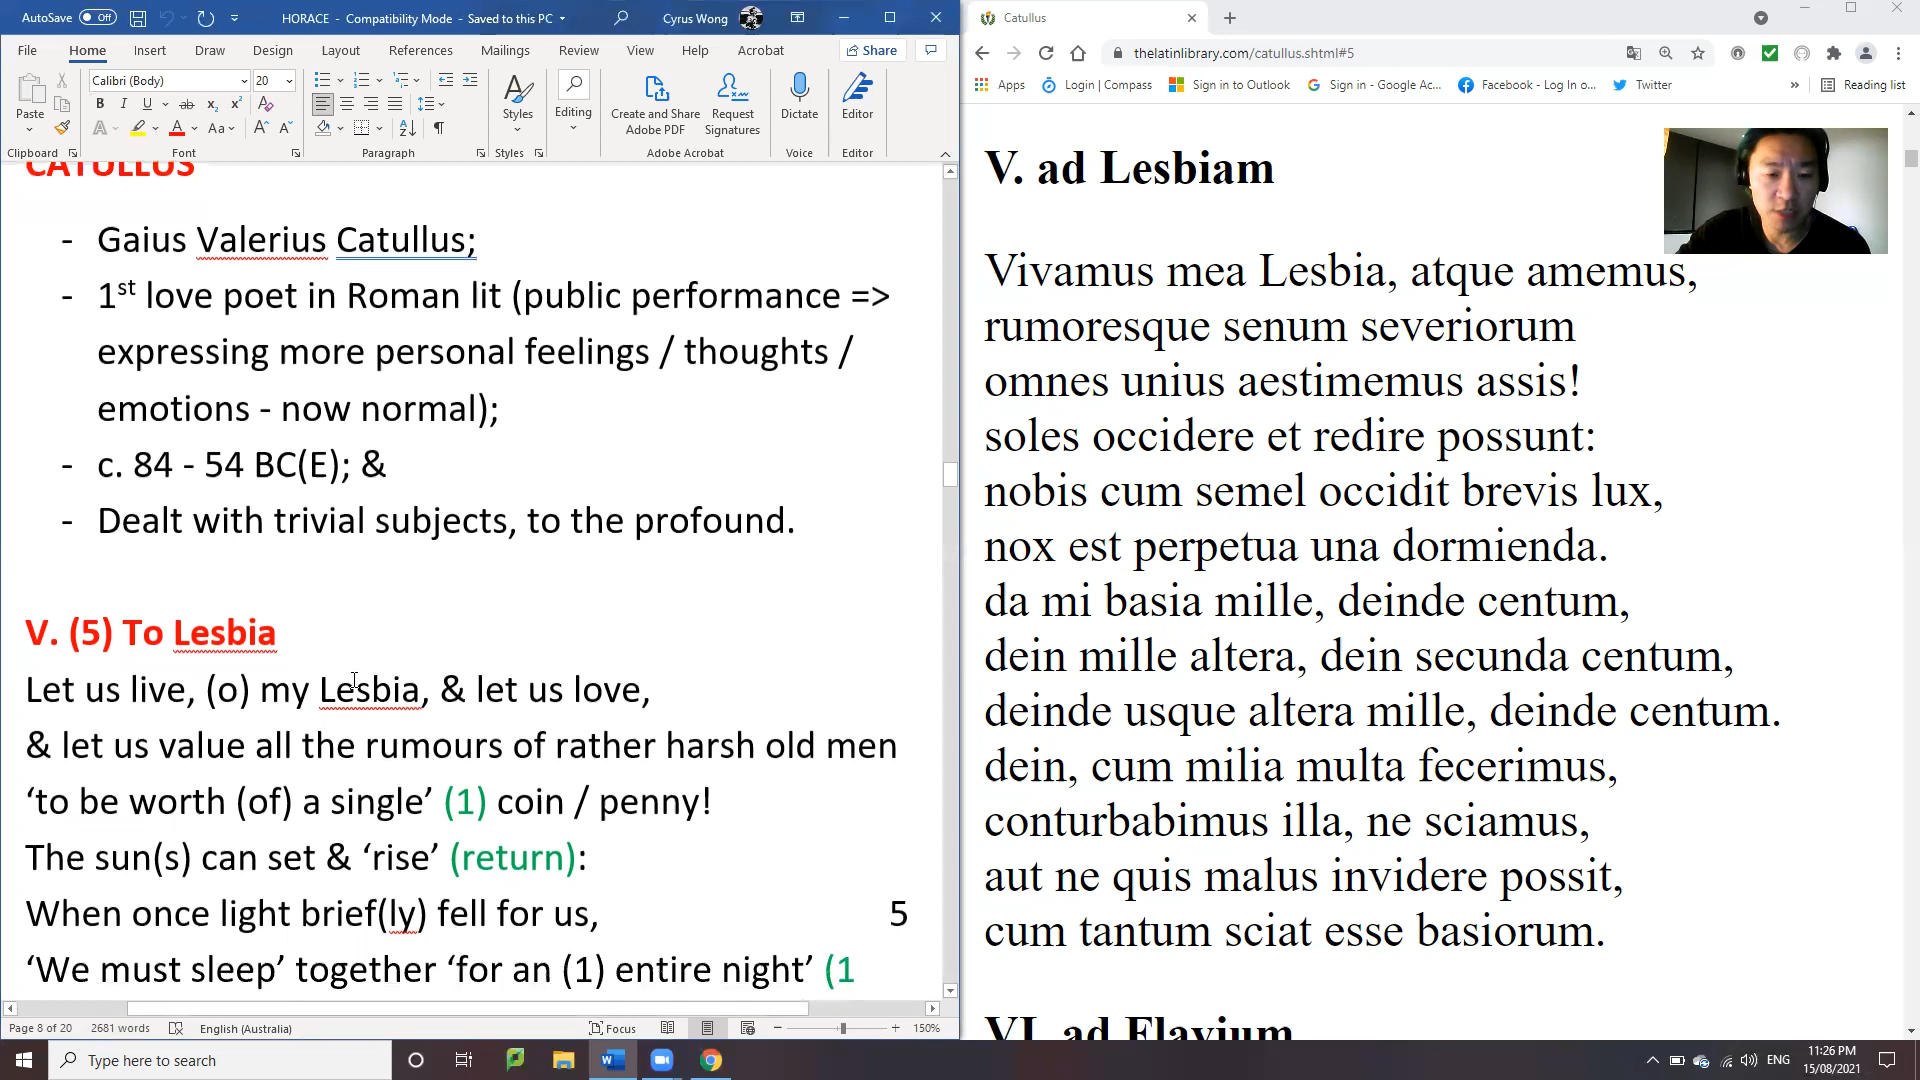 AutoSave Off HORACE - Compatibility Mode - Saved to this PC Cyrus Wong
File Home Insert Draw Design Layout References Mailings Review View Help Acrobat Share
Calibri (Body) 20
Paste
B I U ab x₂ x²
A A Aa A A
Styles Editing Create and Share Adobe PDF Request Signatures Dictate Editor
Clipboard Font Paragraph Styles Adobe Acrobat Voice Editor
CATULLUS
- Gaius Valerius Catullus;
- 1st love poet in Roman lit (public performance =>
expressing more personal feelings / thoughts /
emotions - now normal);
- c. 84 - 54 BC(E); &
- Dealt with trivial subjects, to the profound.
V. (5) To Lesbia
Let us live, (o) my Lesbia, & let us love,
& let us value all the rumours of rather harsh old men
‘to be worth (of) a single’ (1) coin / penny!
The sun(s) can set & ‘rise’ (return):
When once light brief(ly) fell for us, 5
‘We must sleep’ together ‘for an (1) entire night’ (1
Page 8 of 20 2681 words English (Australia) Focus 150%
Catullus
thelatinlibrary.com/catullus.shtml#5
Apps Login | Compass Sign in to Outlook Sign in - Google Ac... Facebook - Log In o... Twitter » Reading list
V. ad Lesbiam
Vivamus mea Lesbia, atque amemus,
rumoresque senum severiorum
omnes unius aestimemus assis!
soles occidere et redire possunt:
nobis cum semel occidit brevis lux,
nox est perpetua una dormienda.
da mi basia mille, deinde centum,
dein mille altera, dein secunda centum,
deinde usque altera mille, deinde centum.
dein, cum milia multa fecerimus,
conturbabimus illa, ne sciamus,
aut ne quis malus invidere possit,
cum tantum sciat esse basiorum.
VI. ad Flavium
Type here to search
ENG 11:26 PM
15/08/2021